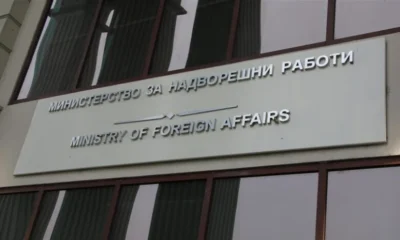 МИНИСТЕРСТВО ЗА НАДВОРЕШНИ РАБОТИ
MINISTRY OF FOREIGN AFFAIRS